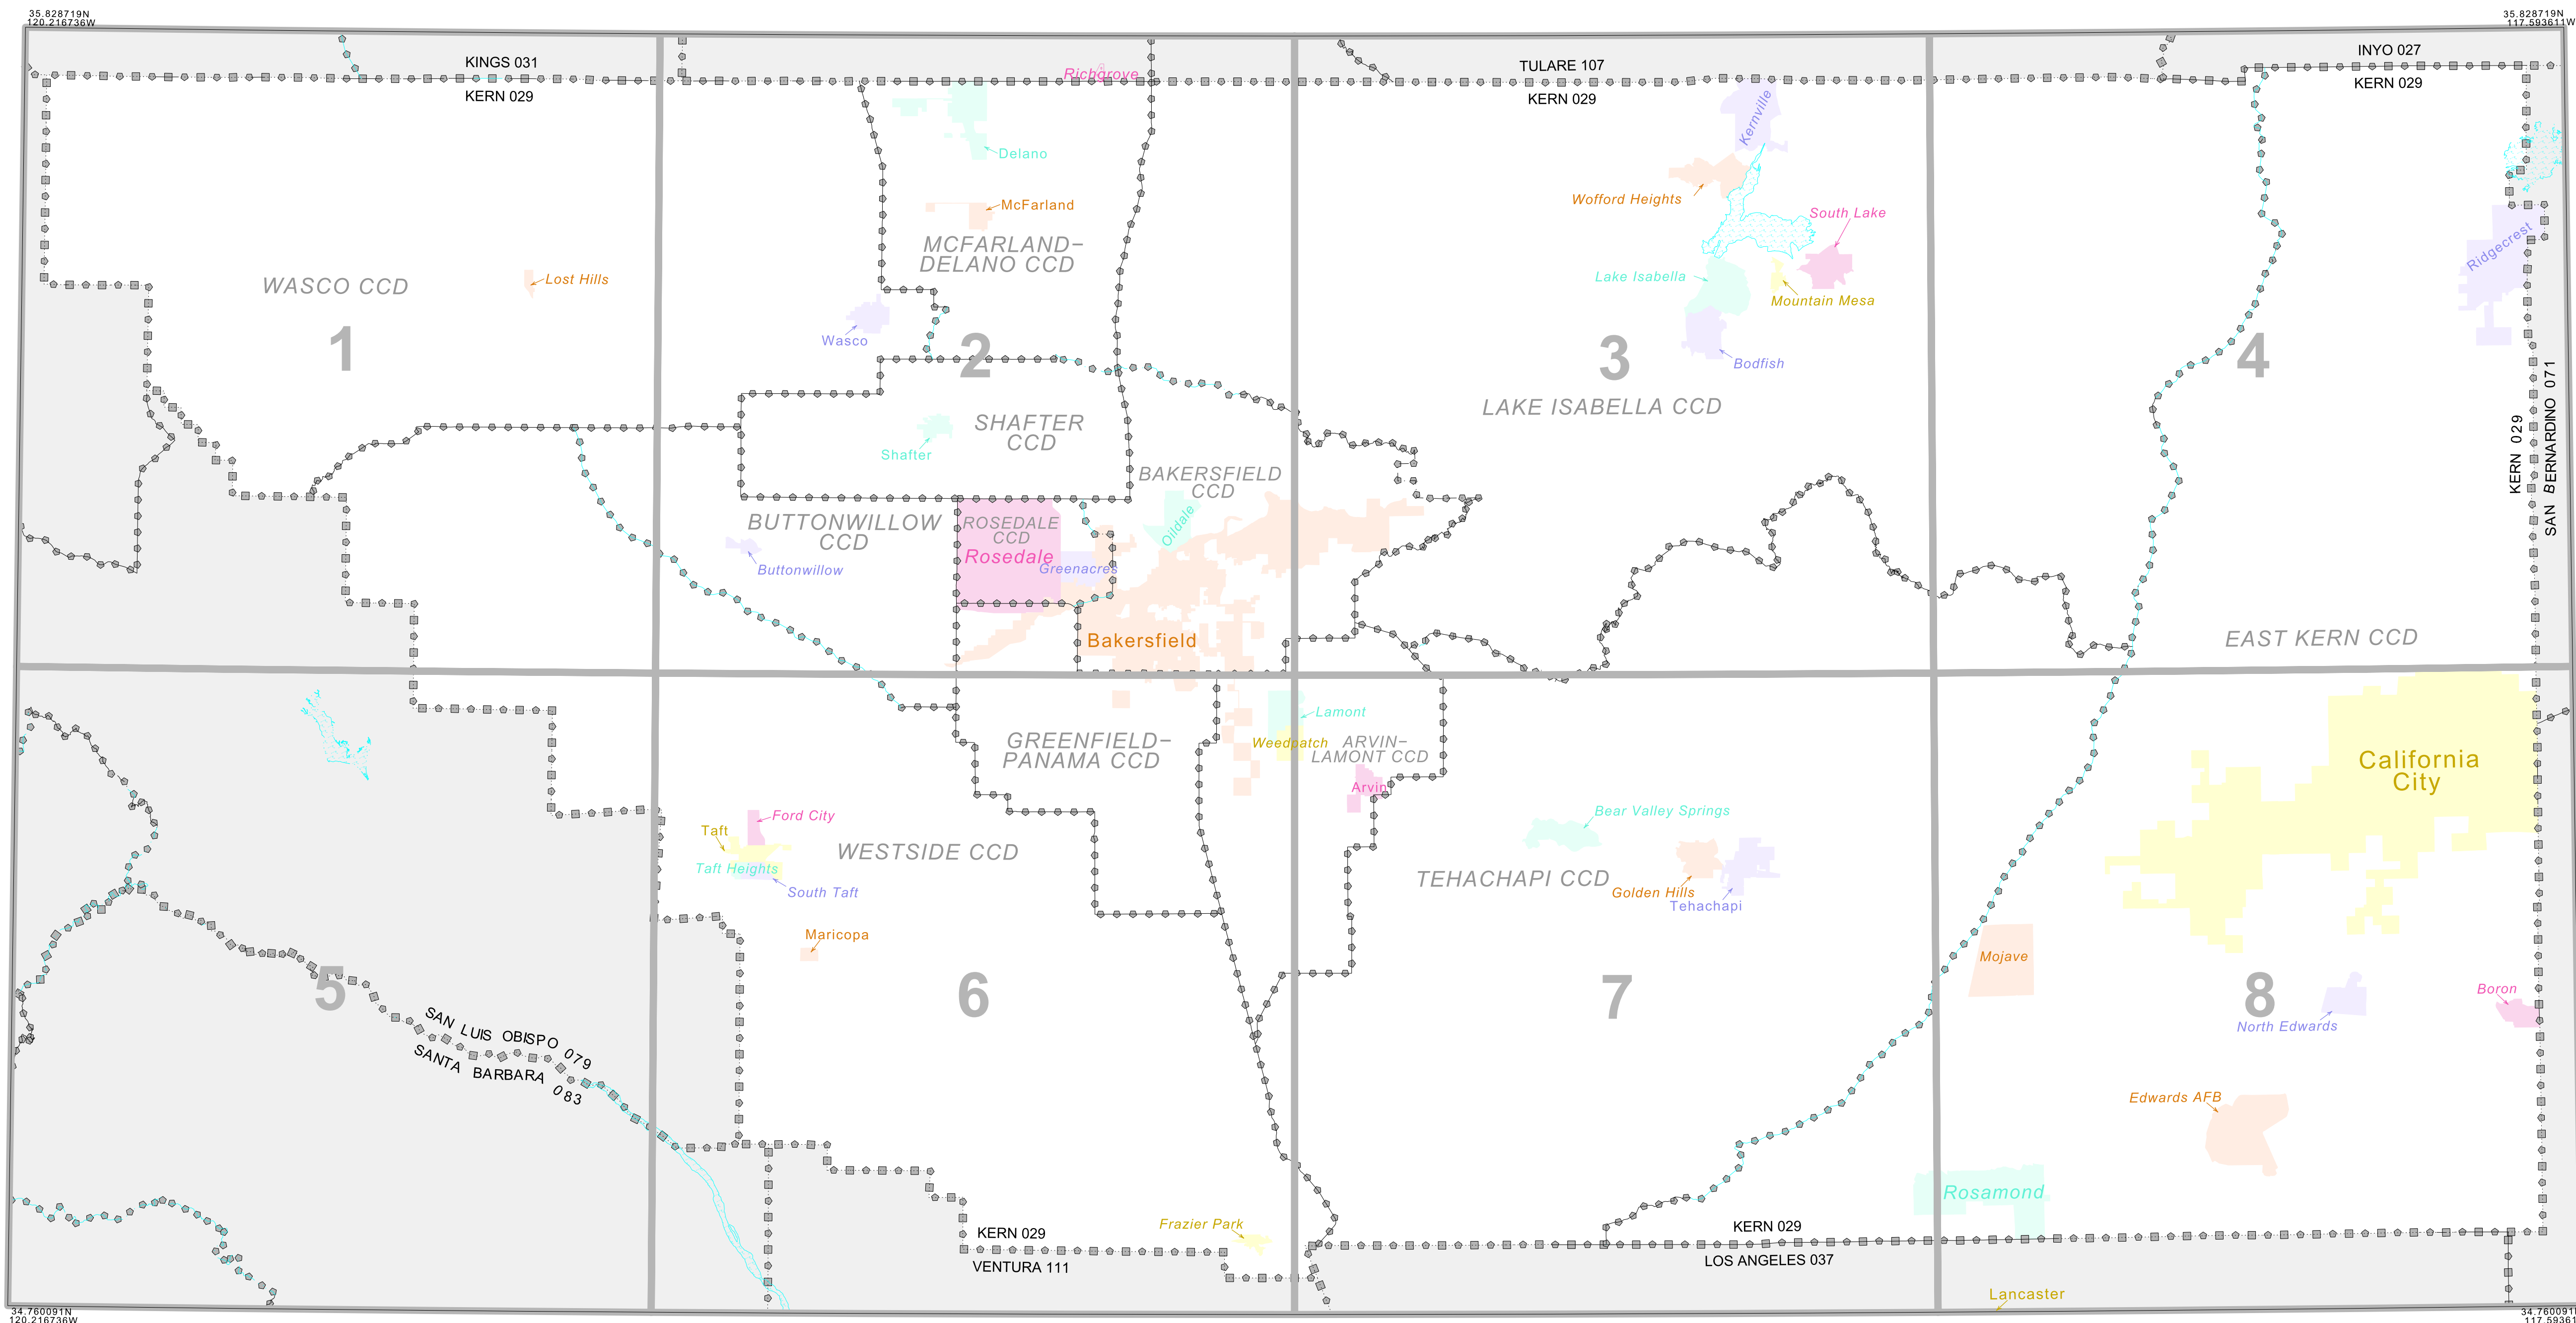 35.828719N
120.216736W
35.828719N
117.593611W
KINGS 031
KERN 029
Richgrove
TULARE 107
KERN 029
INYO 027
KERN 029
Delano
McFarland
MCFARLAND-
DELANO CCD
Kernville
Wofford Heights
South Lake
Lake Isabella
Mountain Mesa
Bodfish
Ridgecrest
WASCO CCD
Lost Hills
1
Wasco
2
3
4
LAKE ISABELLA CCD
SHAFTER
CCD
Shafter
BAKERSFIELD
CCD
KERN 029
SAN BERNARDINO 071
BUTTONWILLOW
CCD
Buttonwillow
ROSEDALE
CCD
Rosedale
Greenacres
Oildale
Bakersfield
EAST KERN CCD
Lamont
Weedpatch
ARVIN-
LAMONT CCD
Arvin
GREENFIELD-
PANAMA CCD
California
City
Ford City
Taft
Taft Heights
South Taft
WESTSIDE CCD
Bear Valley Springs
TEHACHAPI CCD
Golden Hills
Tehachapi
Maricopa
Mojave
5
6
7
8
North Edwards
Boron
SAN LUIS OBISPO 079
SANTA BARBARA 083
Edwards AFB
Rosamond
Frazier Park
KERN 029
VENTURA 111
KERN 029
LOS ANGELES 037
Lancaster
34.760091N
120.216736W
34.760091N
117.59361